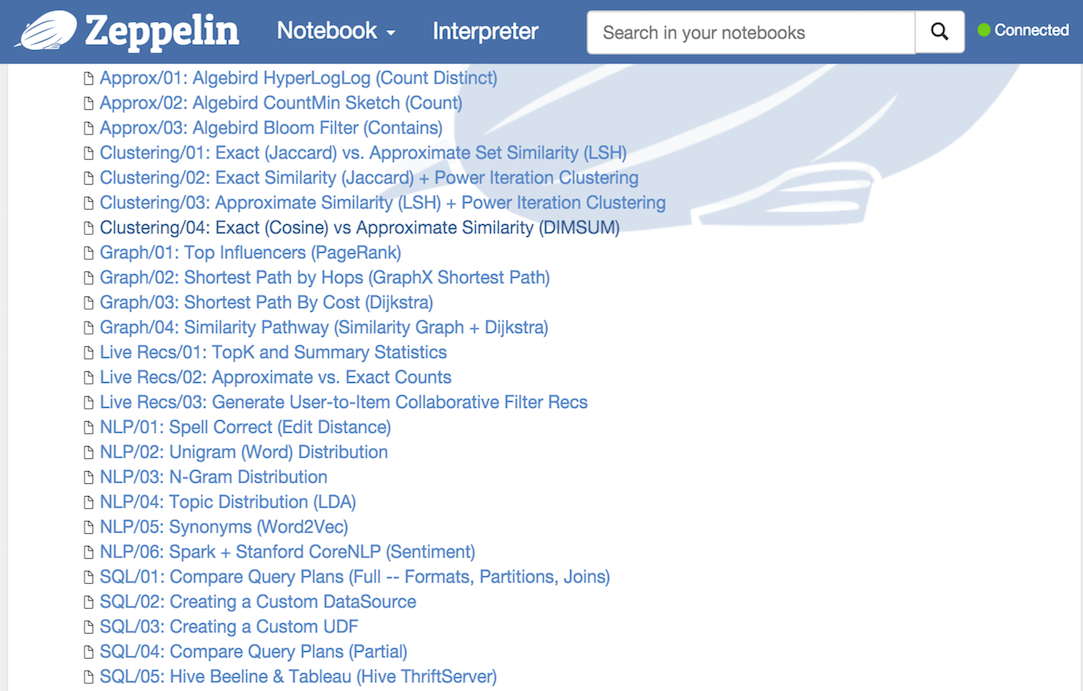 Zeppelin Notebook Interpreter Search in your notebooks Connected
Approx/01: Algebird HyperLogLog (Count Distinct)
Approx/02: Algebird CountMin Sketch (Count)
Approx/03: Algebird Bloom Filter (Contains)
Clustering/01: Exact (Jaccard) vs. Approximate Set Similarity (LSH)
Clustering/02: Exact Similarity (Jaccard) + Power Iteration Clustering
Clustering/03: Approximate Similarity (LSH) + Power Iteration Clustering
Clustering/04: Exact (Cosine) vs Approximate Similarity (DIMSUM)
Graph/01: Top Influencers (PageRank)
Graph/02: Shortest Path by Hops (GraphX Shortest Path)
Graph/03: Shortest Path By Cost (Dijkstra)
Graph/04: Similarity Pathway (Similarity Graph + Dijkstra)
Live Recs/01: TopK and Summary Statistics
Live Recs/02: Approximate vs. Exact Counts
Live Recs/03: Generate User-to-Item Collaborative Filter Recs
NLP/01: Spell Correct (Edit Distance)
NLP/02: Unigram (Word) Distribution
NLP/03: N-Gram Distribution
NLP/04: Topic Distribution (LDA)
NLP/05: Synonyms (Word2Vec)
NLP/06: Spark + Stanford CoreNLP (Sentiment)
SQL/01: Compare Query Plans (Full -- Formats, Partitions, Joins)
SQL/02: Creating a Custom DataSource
SQL/03: Creating a Custom UDF
SQL/04: Compare Query Plans (Partial)
SQL/05: Hive Beeline & Tableau (Hive ThriftServer)